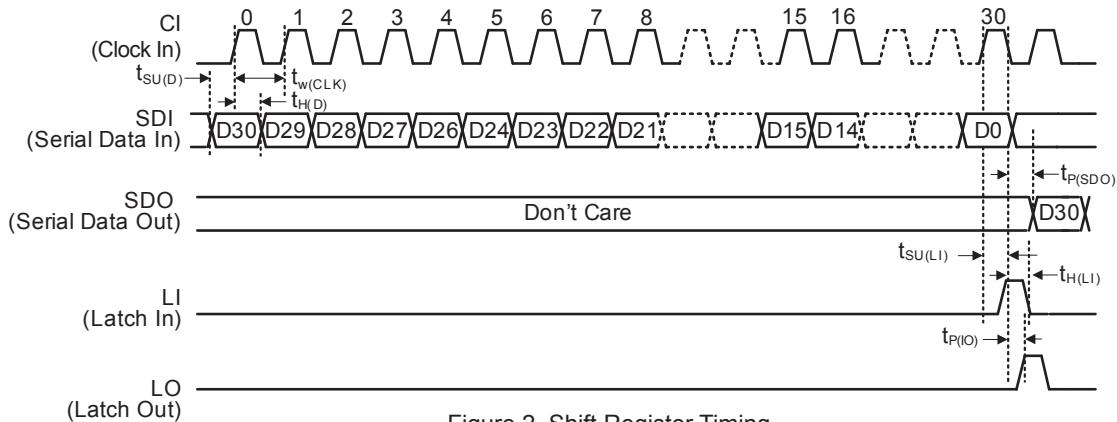 CI
(Clock In)
0 1 2 3 4 5 6 7 8 15 16 30
tSU(D)
tw(CLK)
tH(D)
SDI
(Serial Data In)
D30 D29 D28 D27 D26 D24 D23 D22 D21 D15 D14 D0
tP(SDO)
SDO
(Serial Data Out)
Don't Care
D30
tSU(LI)
tH(LI)
LI
(Latch In)
tP(IO)
LO
(Latch Out)